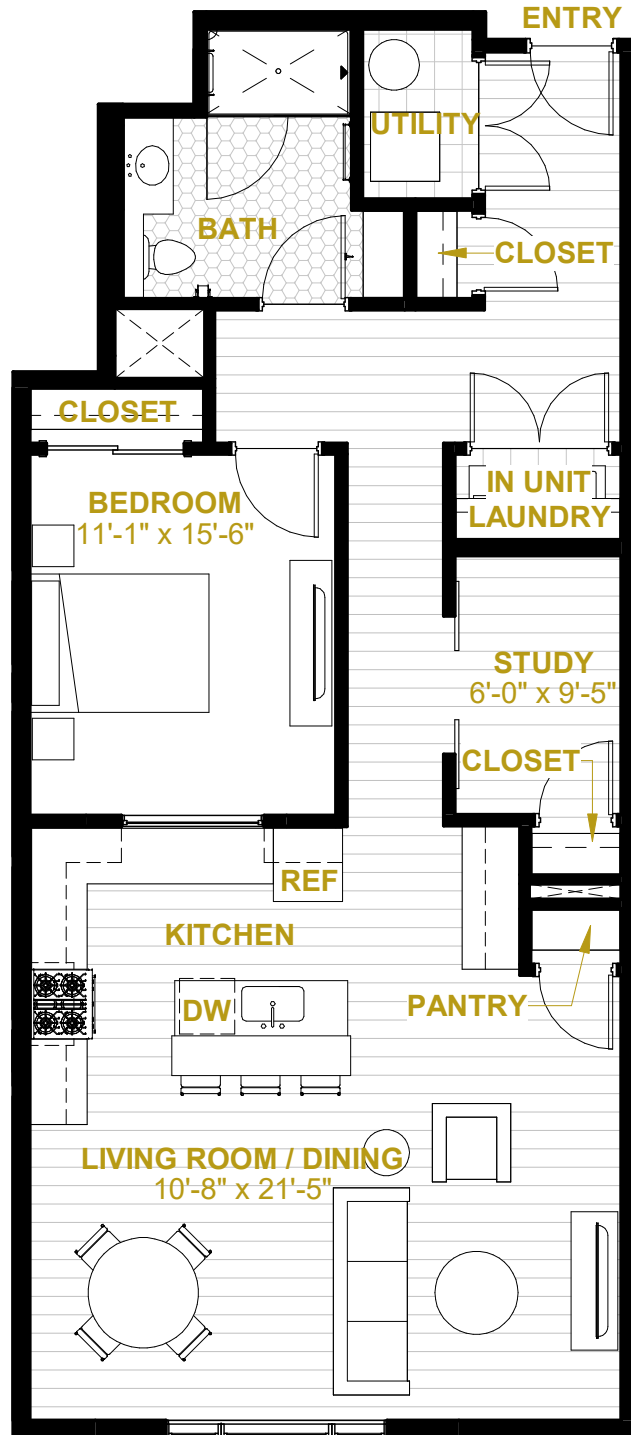 ENTRY
UTILITY
BATH
CLOSET
CLOSET
BEDROOM
11'-1" x 15'-6"
IN UNIT
LAUNDRY
STUDY
6'-0" x 9'-5"
CLOSET
REF
KITCHEN
DW
PANTRY
LIVING ROOM / DINING
10'-8" x 21'-5"